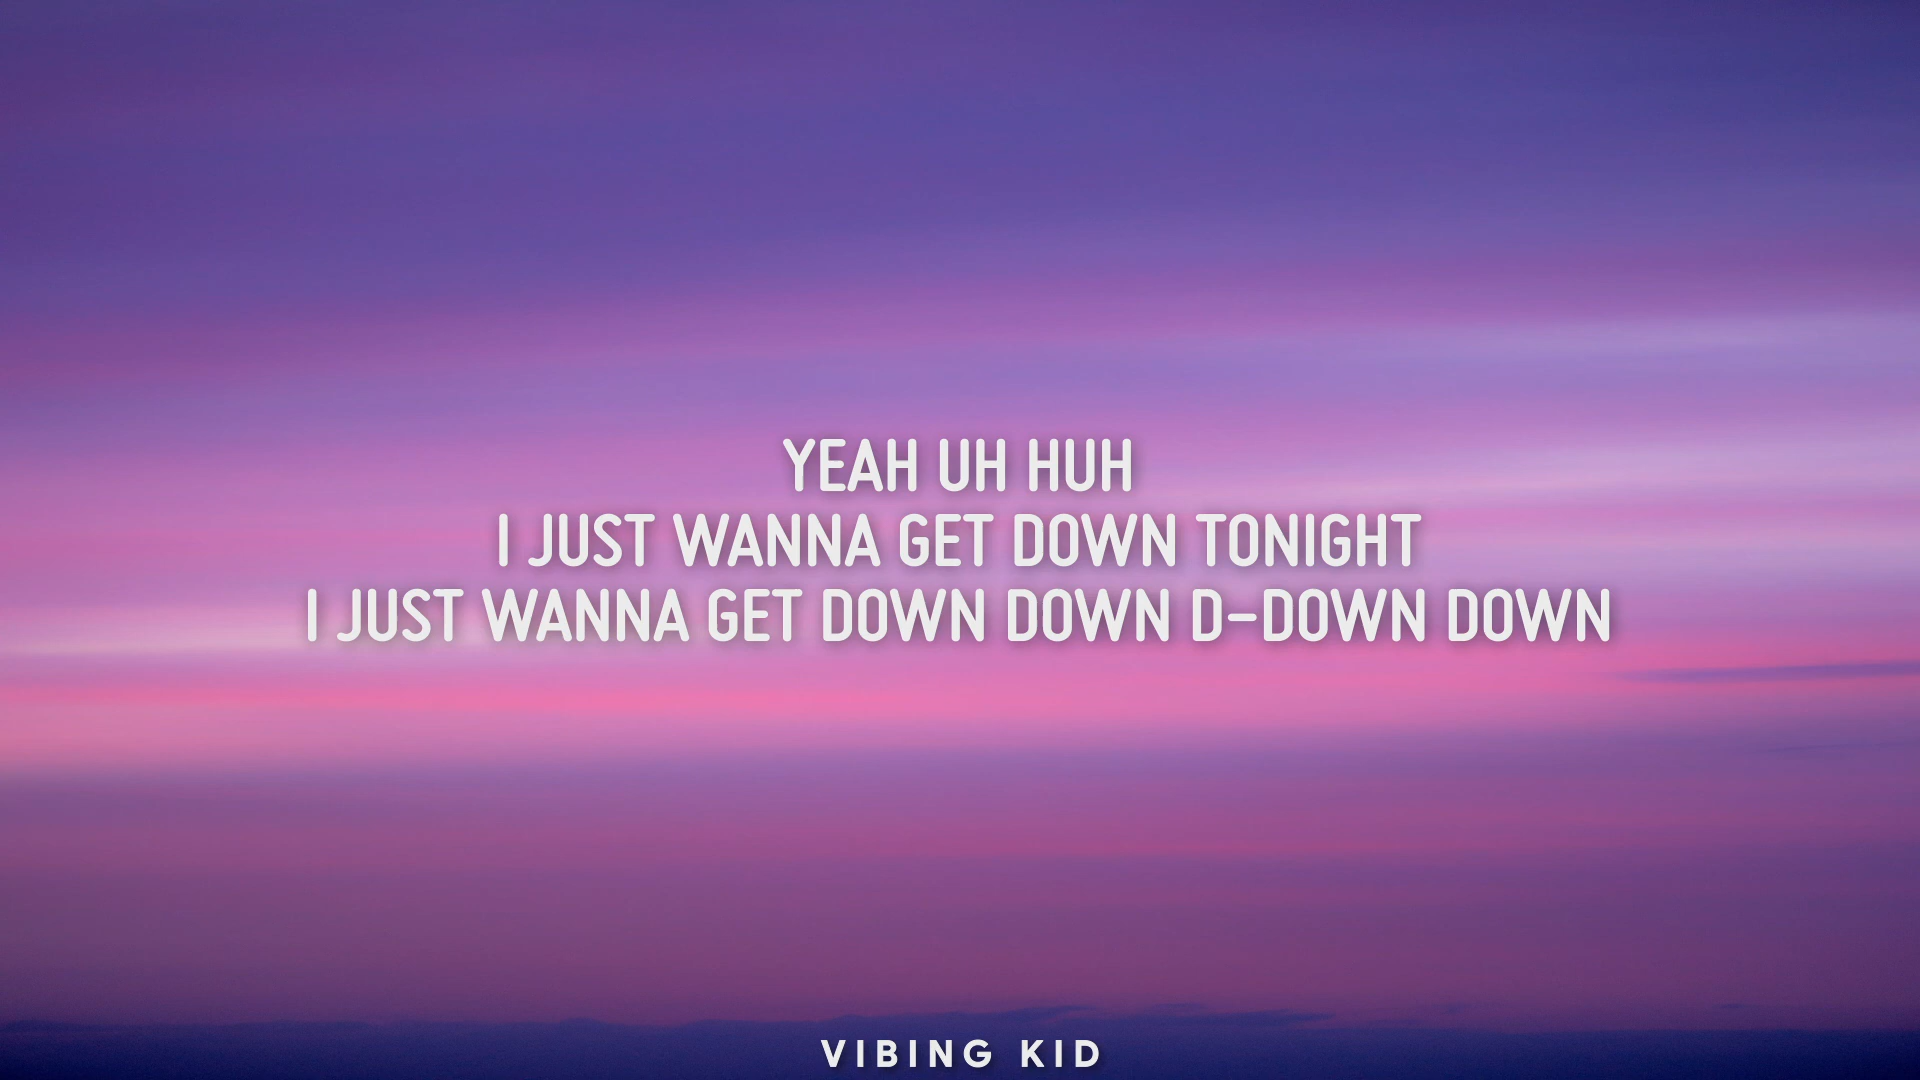 YEAH UH HUH
I JUST WANNA GET DOWN TONIGHT
I JUST WANNA GET DOWN DOWN D-DOWN DOWN
VIBING KID